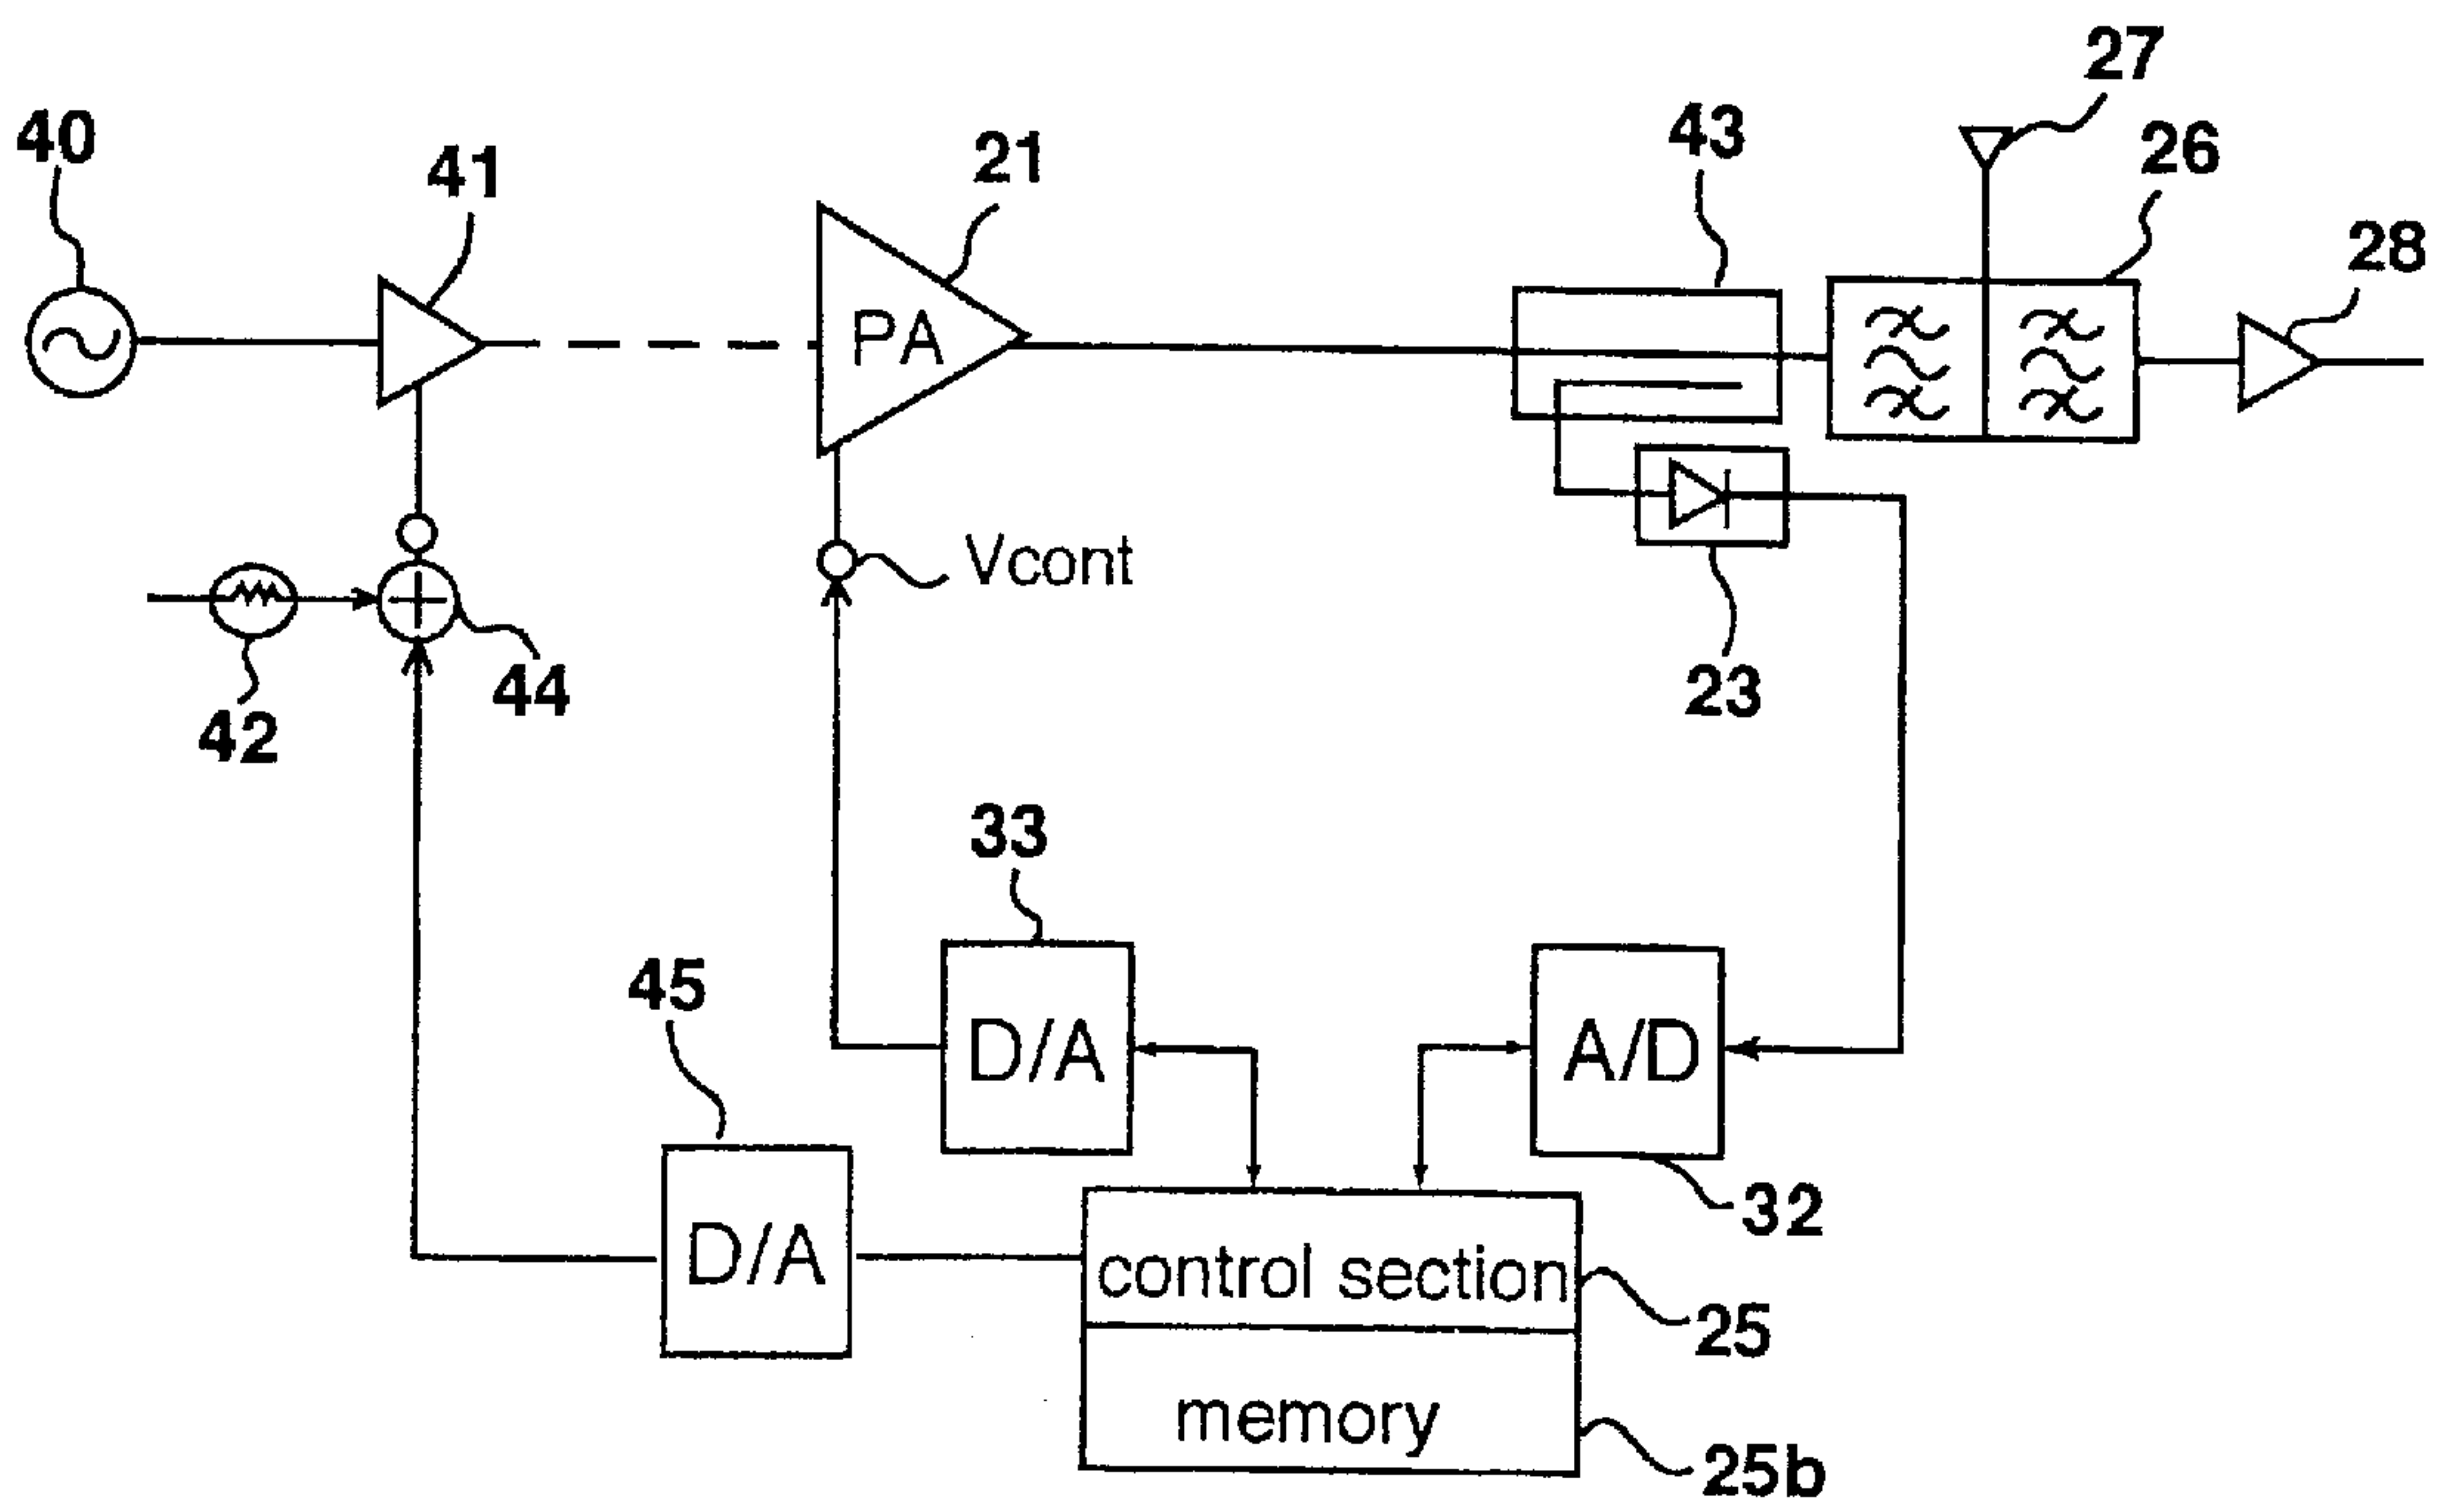 27
40
43
26
41
21
28
PA
Vcont
44
23
42
33
45
D/A
A/D
32
D/A
control section
25
memory
25b